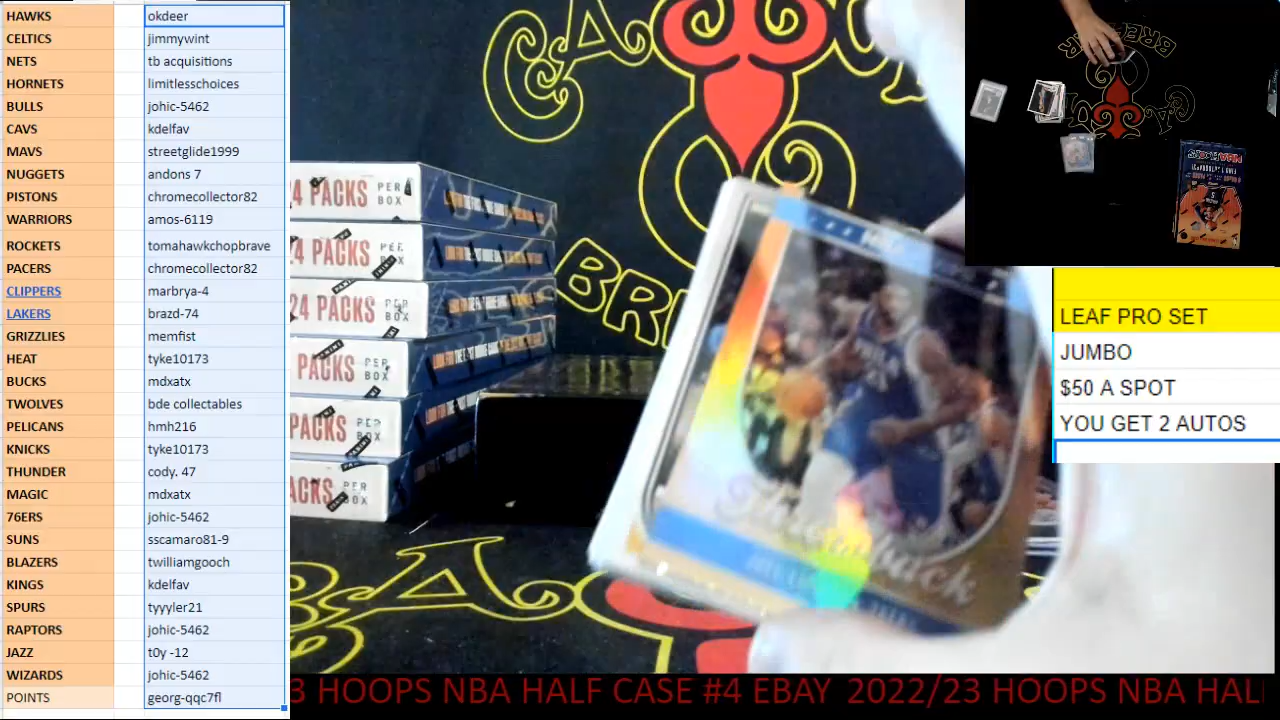 HAWKS okdeer
CELTICS jimmywint
NETS tb acquisitions
HORNETS limitlesschoices
BULLS johic-5462
CAVS kdelfav
MAVS streetglide1999
NUGGETS andons 7
PISTONS chromecollector82
WARRIORS amos-6119
ROCKETS tomahawkchopbrave
PACERS chromecollector82
CLIPPERS marbrya-4
LAKERS brazd-74
GRIZZLIES memfist
HEAT tyke10173
BUCKS mdxatx
TWOLVES bde collectables
PELICANS hmh216
KNICKS tyke10173
THUNDER cody. 47
MAGIC mdxatx
76ERS johic-5462
SUNS sscamaro81-9
BLAZERS twilliamgooch
KINGS kdelfav
SPURS tyyyler21
RAPTORS johic-5462
JAZZ t0y -12
WIZARDS johic-5462
POINTS georg-qqc7fl
4 PACKS PER
24 PACKS PER BOX
24 PACKS PER BOX
PACKS PER BOX
PACKS PER BOX
ACKS PER BOX
BRE
Throwback
BREAKER
NBA HOOPS
LEAF PRO SET
JUMBO
$50 A SPOT
YOU GET 2 AUTOS
3 HOOPS NBA HALF CASE #4 EBAY 2022/23 HOOPS NBA HAL